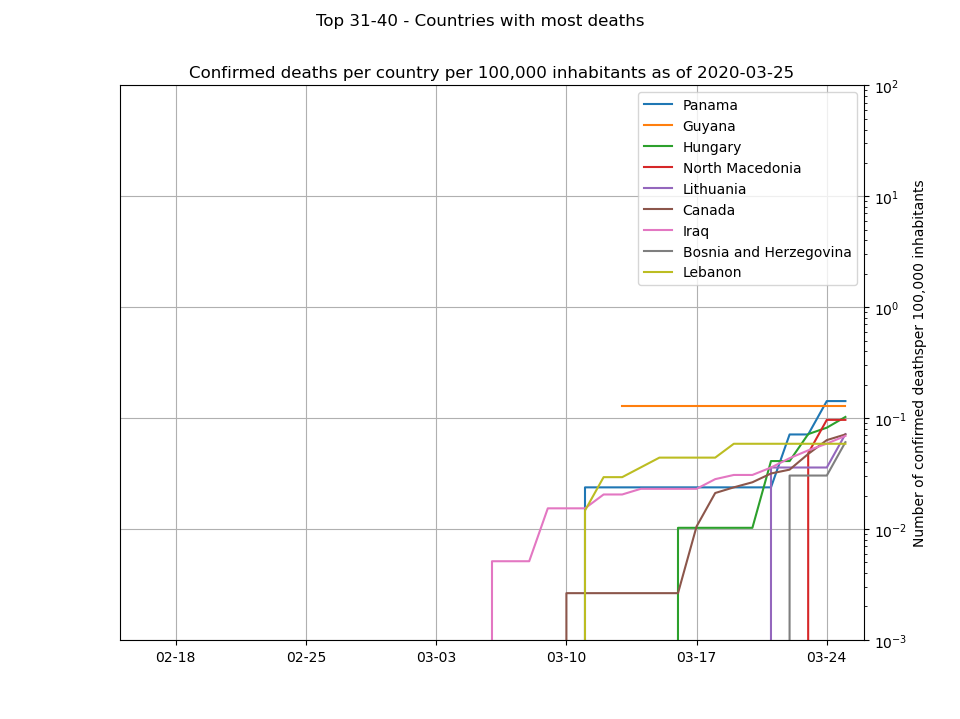 Top 31-40 - Countries with most deaths
Confirmed deaths per country per 100,000 inhabitants as of 2020-03-25
Panama
Guyana
Hungary
North Macedonia
Lithuania
Canada
Iraq
Bosnia and Herzegovina
Lebanon
10²
10¹
10⁰
10⁻¹
10⁻²
10⁻³
Number of confirmed deathsper 100,000 inhabitants
02-18
02-25
03-03
03-10
03-17
03-24